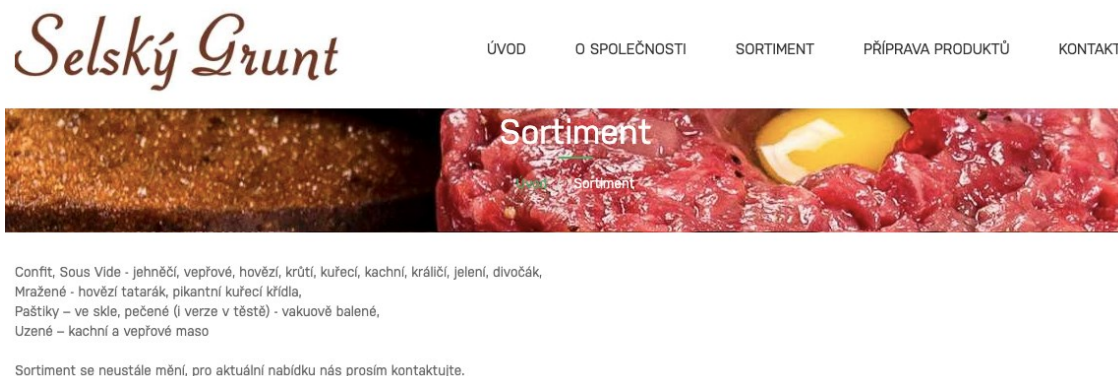 Selský Grunt
ÚVOD O SPOLEČNOSTI SORTIMENT PŘÍPRAVA PRODUKTŮ KONTAKT
Sortiment
Úvod Sortiment
Confit, Sous Vide - jehněčí, vepřové, hovězí, krůtí, kuřecí, kachní, králičí, jelení, divočák,
Mražené - hovězí tatarák, pikantní kuřecí křídla,
Paštiky – ve skle, pečené (i verze v těstě) - vakuově balené,
Uzené – kachní a vepřové maso
Sortiment se neustále mění, pro aktuální nabídku nás prosím kontaktujte.